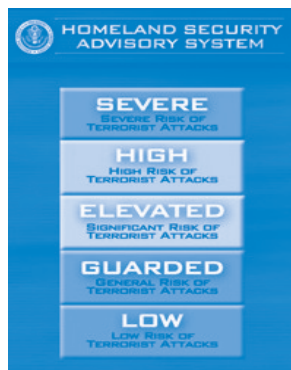 HOMELAND SECURITY
ADVISORY SYSTEM
SEVERE
SEVERE RISK OF
TERRORIST ATTACKS
HIGH
HIGH RISK OF
TERRORIST ATTACKS
ELEVATED
SIGNIFICANT RISK OF
TERRORIST ATTACKS
GUARDED
GENERAL RISK OF
TERRORIST ATTACKS
LOW
LOW RISK OF
TERRORIST ATTACKS